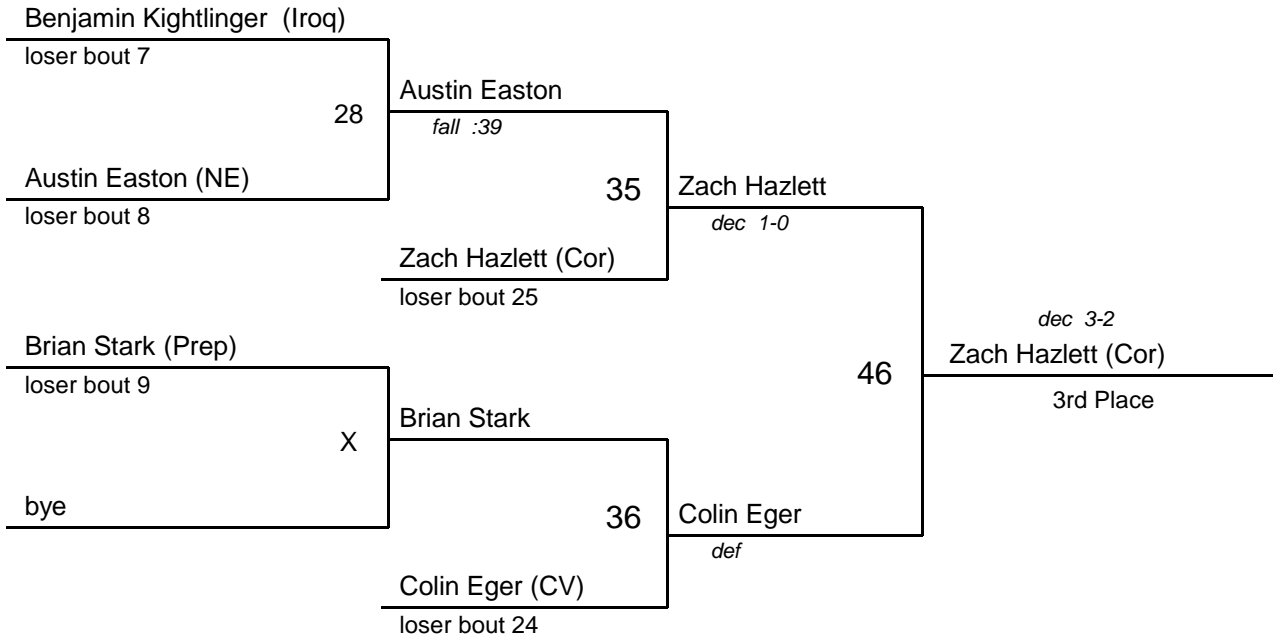 Benjamin Kightlinger (Iroq)
loser bout 7
28
Austin Easton
fall :39
Austin Easton (NE)
loser bout 8
35
Zach Hazlett
dec 1-0
Zach Hazlett (Cor)
loser bout 25
dec 3-2
Zach Hazlett (Cor)
3rd Place
46
Brian Stark (Prep)
loser bout 9
X
Brian Stark
bye
36
Colin Eger
def
Colin Eger (CV)
loser bout 24